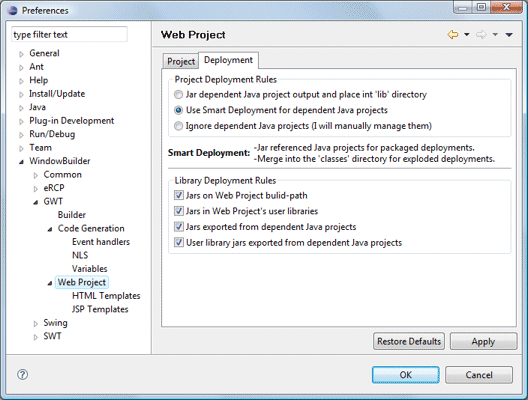 Preferences
type filter text
General
Ant
Help
Install/Update
Java
Plug-in Development
Run/Debug
Team
WindowBuilder
Common
eRCP
GWT
Builder
Code Generation
Event handlers
NLS
Variables
Web Project
HTML Templates
JSP Templates
Swing
SWT
Web Project
Project
Deployment
Project Deployment Rules
Jar dependent Java project output and place int 'lib' directory
Use Smart Deployment for dependent Java projects
Ignore dependent Java projects (I will manually manage them)
Smart Deployment: -Jar referenced Java projects for packaged deployments.
-Merge into the 'classes' directory for exploded deployments.
Library Deployment Rules
Jars on Web Project bulid-path
Jars in Web Project's user libraries
Jars exported from dependent Java projects
User library jars exported from dependent Java projects
Restore Defaults
Apply
OK
Cancel